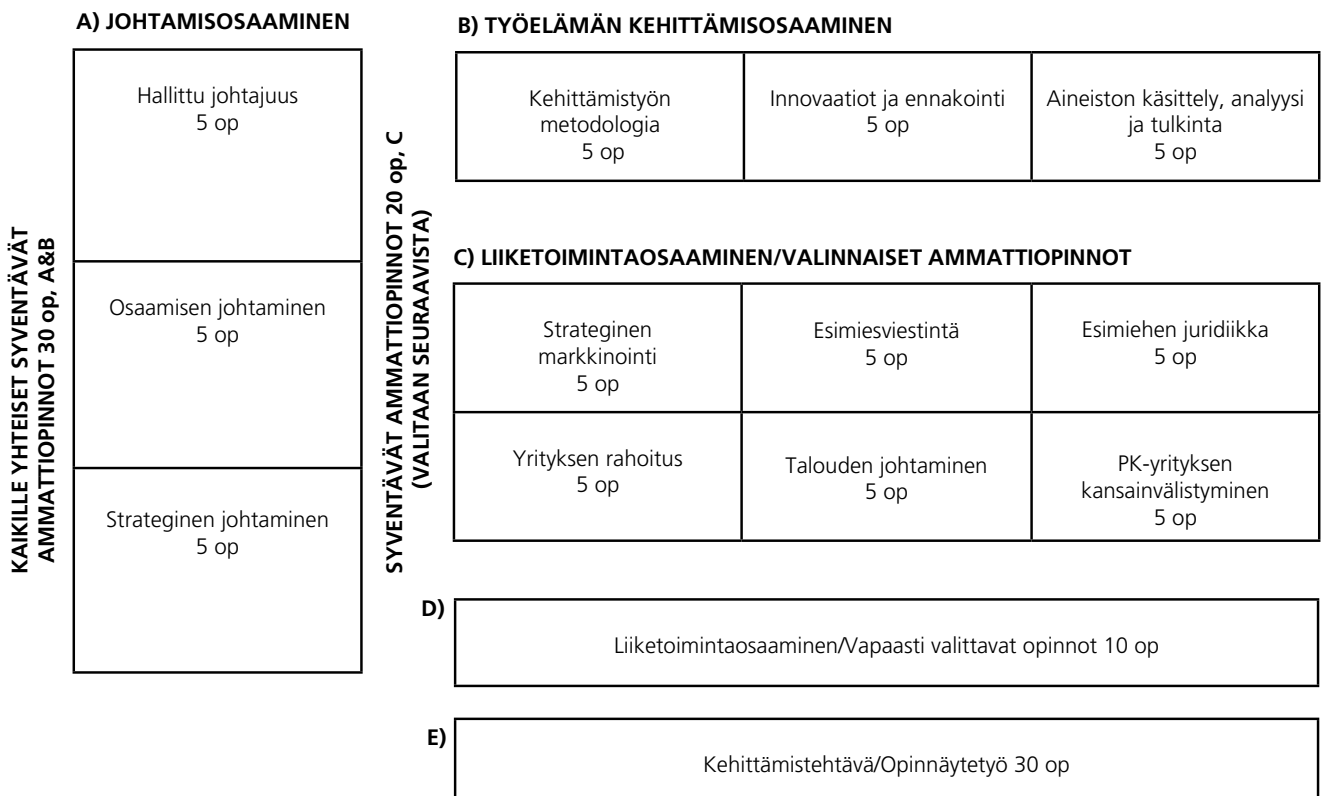 A) JOHTAMISOSAAMINEN
KAIKILLE YHTEISET SYVENTÄVÄT
AMMATTIOPINNOT 30 op, A&B
Hallittu johtajuus
5 op
Osaamisen johtaminen
5 op
Strateginen johtaminen
5 op
B) TYÖELÄMÄN KEHITTÄMISOSAAMINEN
Kehittämistyön
metodologia
5 op
Innovaatiot ja ennakointi
5 op
Aineiston käsittely, analyysi
ja tulkinta
5 op
SYVENTÄVÄT AMMATTIOPINNOT 20 op, C
(VALITAAN SEURAAVISTA)
C) LIIKETOIMINTAOSAAMINEN/VALINNAISET AMMATTIOPINNOT
Strateginen
markkinointi
5 op
Esimiesviestintä
5 op
Esimiehen juridiikka
5 op
Yrityksen rahoitus
5 op
Talouden johtaminen
5 op
PK-yrityksen
kansainvälistyminen
5 op
D)
Liiketoimintaosaaminen/Vapaasti valittavat opinnot 10 op
E)
Kehittämistehtävä/Opinnäytetyö 30 op